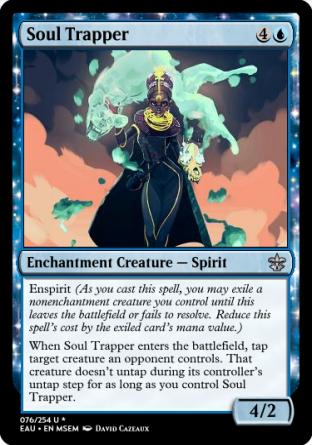 Soul Trapper 4
Enchantment Creature — Spirit
Enspirit (As you cast this spell, you may exile a
nonenchantment creature you control until this
leaves the battlefield or fails to resolve. Reduce
this spell's cost by the exiled card's mana value.)
When Soul Trapper enters the battlefield, tap
target creature an opponent controls. That
creature doesn't untap during its controller's
untap step for as long as you control Soul
Trapper.
4/2
076/254 U *
EAU • EN MSEM DAVID CAZEAUX